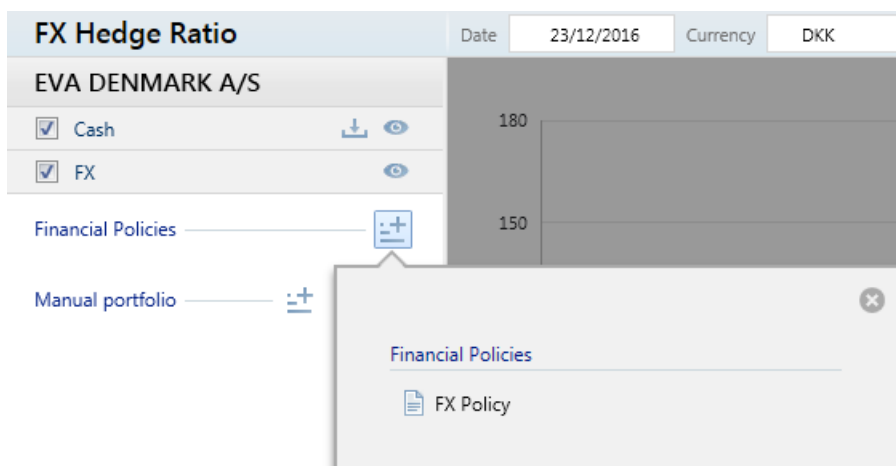 FX Hedge Ratio
Date 23/12/2016 Currency DKK
EVA DENMARK A/S
Cash
FX
180
150
Financial Policies
Manual portfolio
Financial Policies
FX Policy